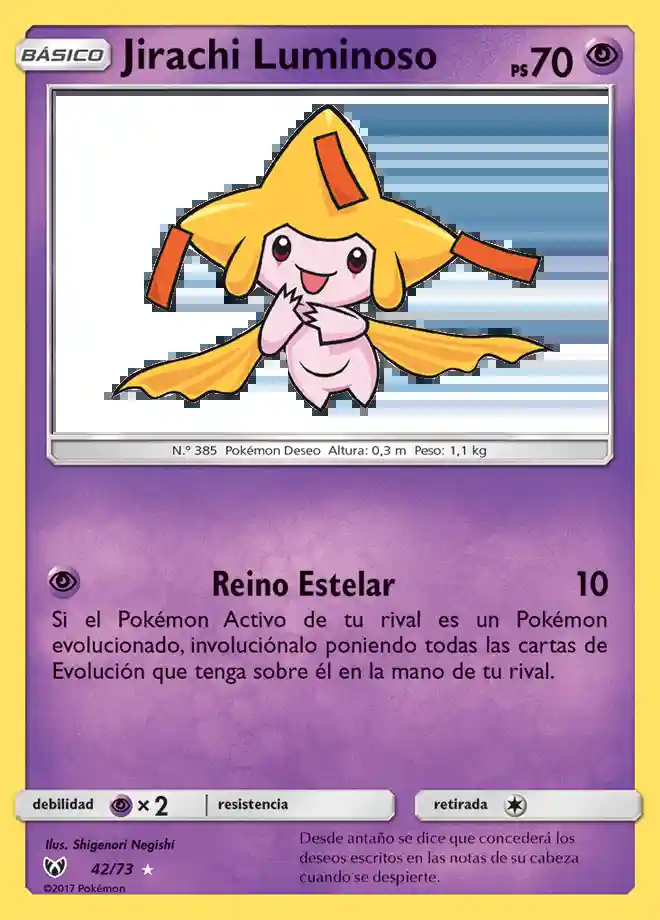 BÁSICO Jirachi Luminoso PS70
N.º 385 Pokémon Deseo Altura: 0,3 m Peso: 1,1 kg
Reino Estelar 10
Si el Pokémon Activo de tu rival es un Pokémon
evolucionado, involuciónalo poniendo todas las cartas de
Evolución que tenga sobre él en la mano de tu rival.
debilidad × 2 resistencia retirada
Ilus. Shigenori Negishi
42/73
©2017 Pokémon
Desde antaño se dice que concederá los
deseos escritos en las notas de su cabeza
cuando se despierte.